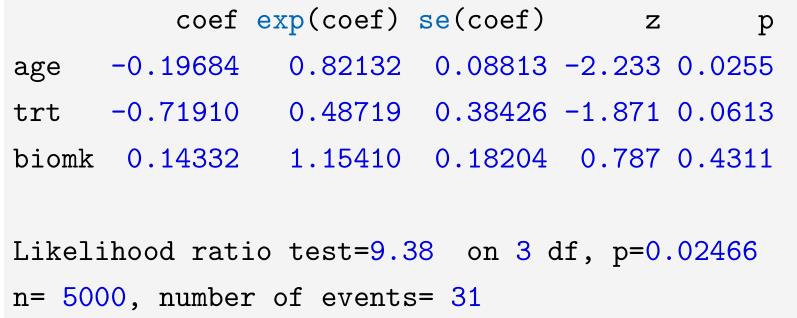 coef exp(coef) se(coef) z p
age -0.19684 0.82132 0.08813 -2.233 0.0255
trt -0.71910 0.48719 0.38426 -1.871 0.0613
biomk 0.14332 1.15410 0.18204 0.787 0.4311
Likelihood ratio test=9.38 on 3 df, p=0.02466
n= 5000, number of events= 31